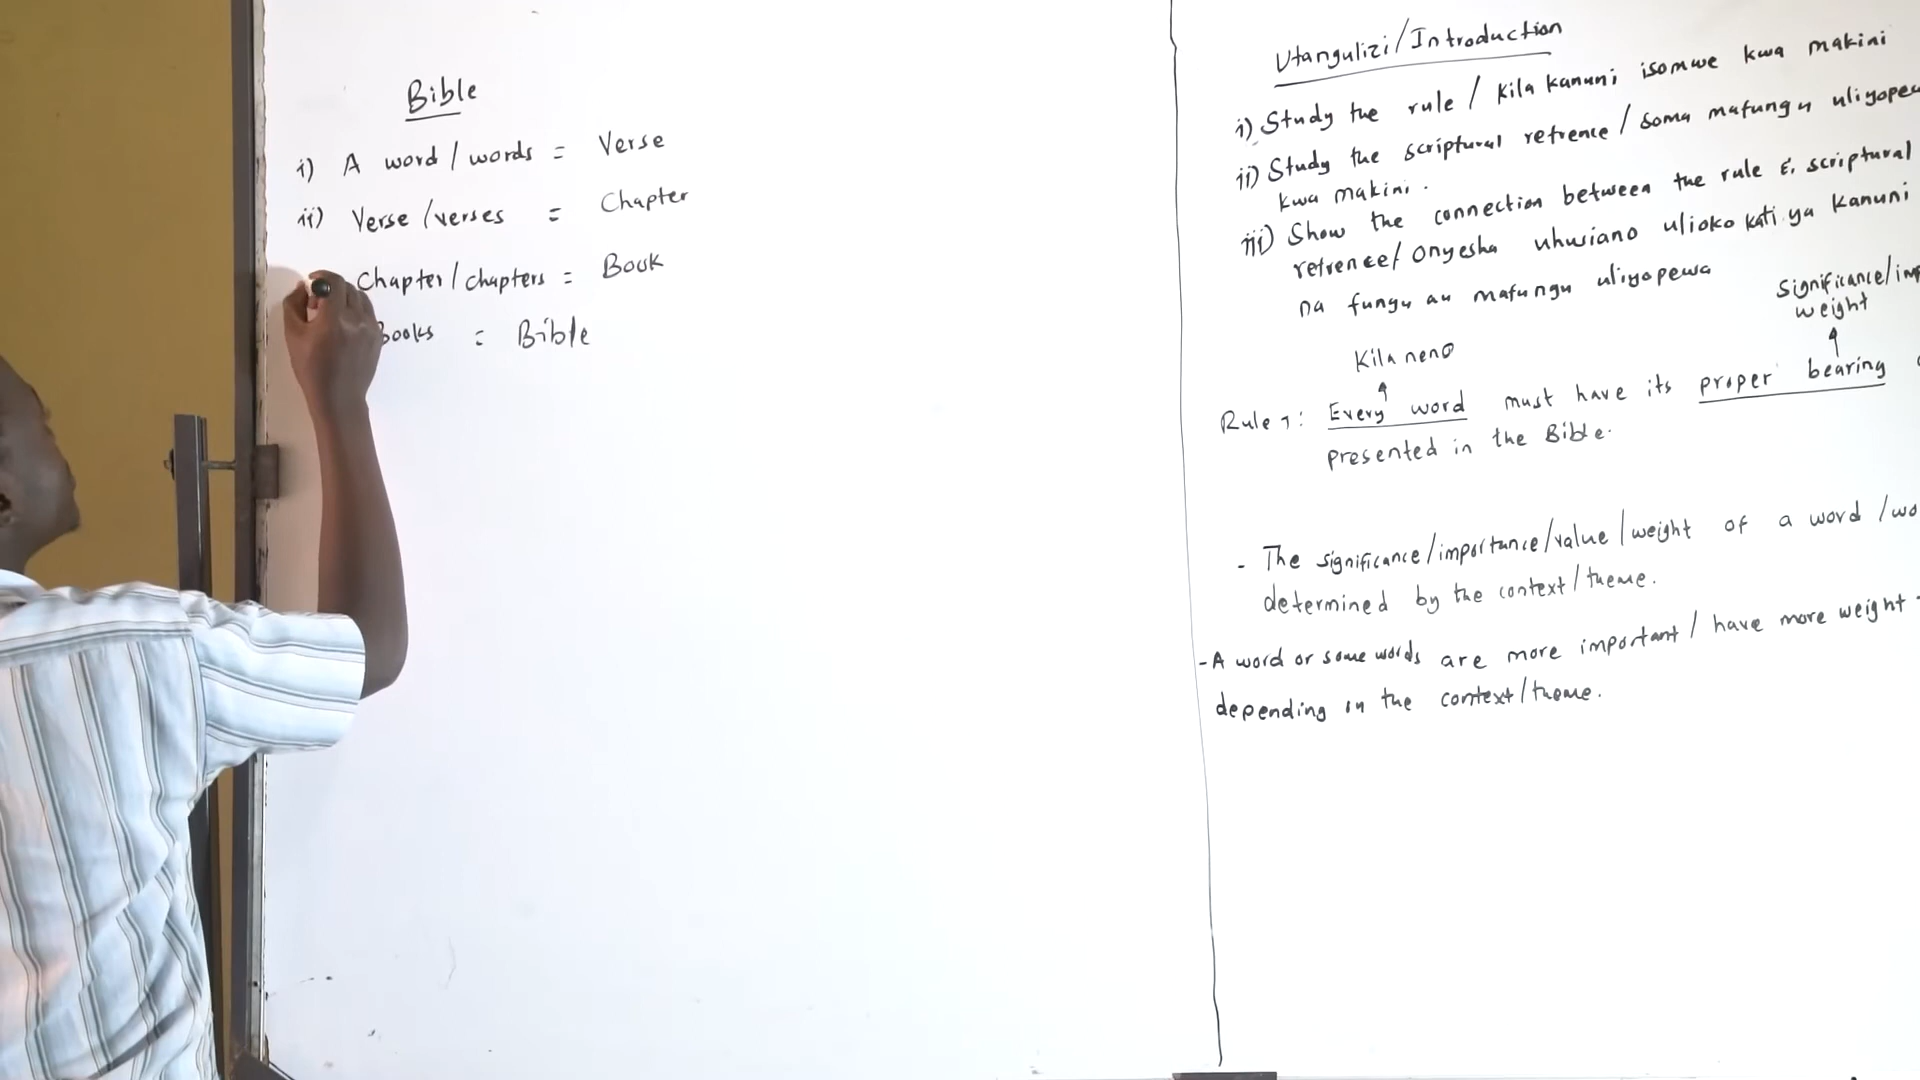 Bible
i) A word / words = Verse
ii) Verse / verses = Chapter
Chapter / chapters = Book
Books = Bible
Utangulizi / Introduction
i) Study the rule / Kila kanuni isomwe kwa makini
ii) Study the scriptural refrence / Soma mafungu uliyopew
kwa makini.
iii) Show the connection between the rule & scriptural
refrence / Onyesha uhusiano ulioko kati ya Kanuni
na fungu au mafungu uliyopewa
Significance/im
weight
Kila neno
Rule 1: Every word must have its proper bearing
presented in the Bible.
- The significance/importance/value/weight of a word / wo
determined by the context/theme.
- A word or some words are more important / have more weight
depending on the context/theme.